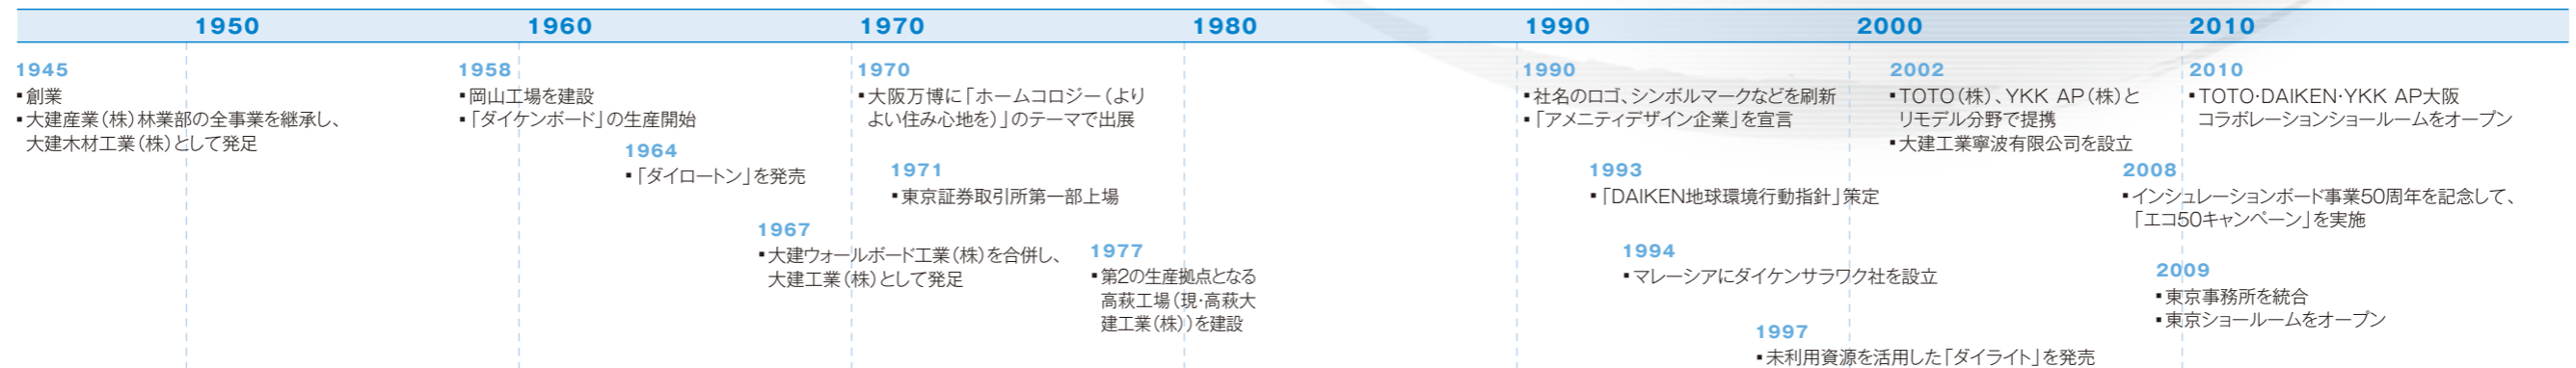 1950
1960
1970
1980
1990
2000
2010
1945
▪創業
▪大建産業(株)林業部の全事業を継承し、
大建木材工業(株)として発足
1958
▪岡山工場を建設
▪「ダイケンボード」の生産開始
1964
▪「ダイロートン」を発売
1967
▪大建ウォールボード工業(株)を合併し、
大建工業(株)として発足
1970
▪大阪万博に「ホームコロジー(より
よい住み心地を)」のテーマで出展
1971
▪東京証券取引所第一部上場
1977
▪第2の生産拠点となる
高萩工場(現・高萩大
建工業(株))を建設
1990
▪社名のロゴ、シンボルマークなどを刷新
▪「アメニティデザイン企業」を宣言
1993
▪「DAIKEN地球環境行動指針」策定
1994
▪マレーシアにダイケンサラワク社を設立
1997
▪未利用資源を活用した「ダイライト」を発売
2002
▪TOTO(株)、YKK AP(株)と
リモデル分野で提携
▪大建工業寧波有限公司を設立
2010
▪TOTO・DAIKEN・YKK AP大阪
コラボレーションショールームをオープン
2008
▪インシュレーションボード事業50周年を記念して、
「エコ50キャンペーン」を実施
2009
▪東京事務所を統合
▪東京ショールームをオープン